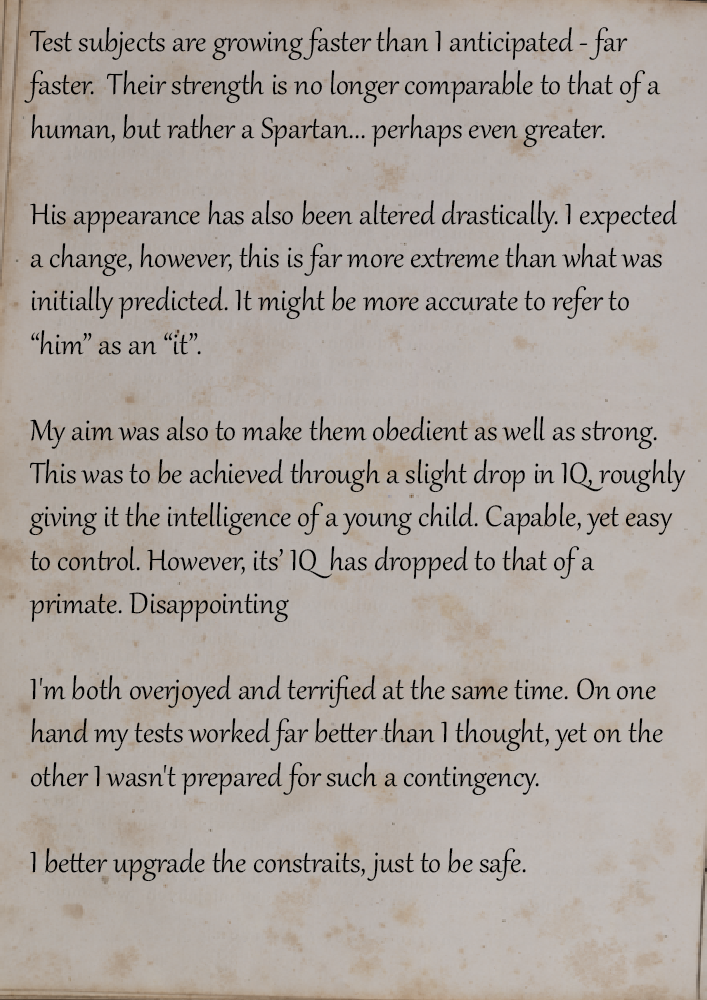 Test subjects are growing faster than I anticipated - far
faster.  Their strength is no longer comparable to that of a
human, but rather a Spartan... perhaps even greater.
His appearance has also been altered drastically. I expected
a change, however, this is far more extreme than what was
initially predicted. It might be more accurate to refer to
“him” as an “it”.
My aim was also to make them obedient as well as strong.
This was to be achieved through a slight drop in IQ, roughly
giving it the intelligence of a young child. Capable, yet easy
to control. However, its’ IQ has dropped to that of a
primate. Disappointing
I'm both overjoyed and terrified at the same time. On one
hand my tests worked far better than I thought, yet on the
other I wasn't prepared for such a contingency.
I better upgrade the constraits, just to be safe.